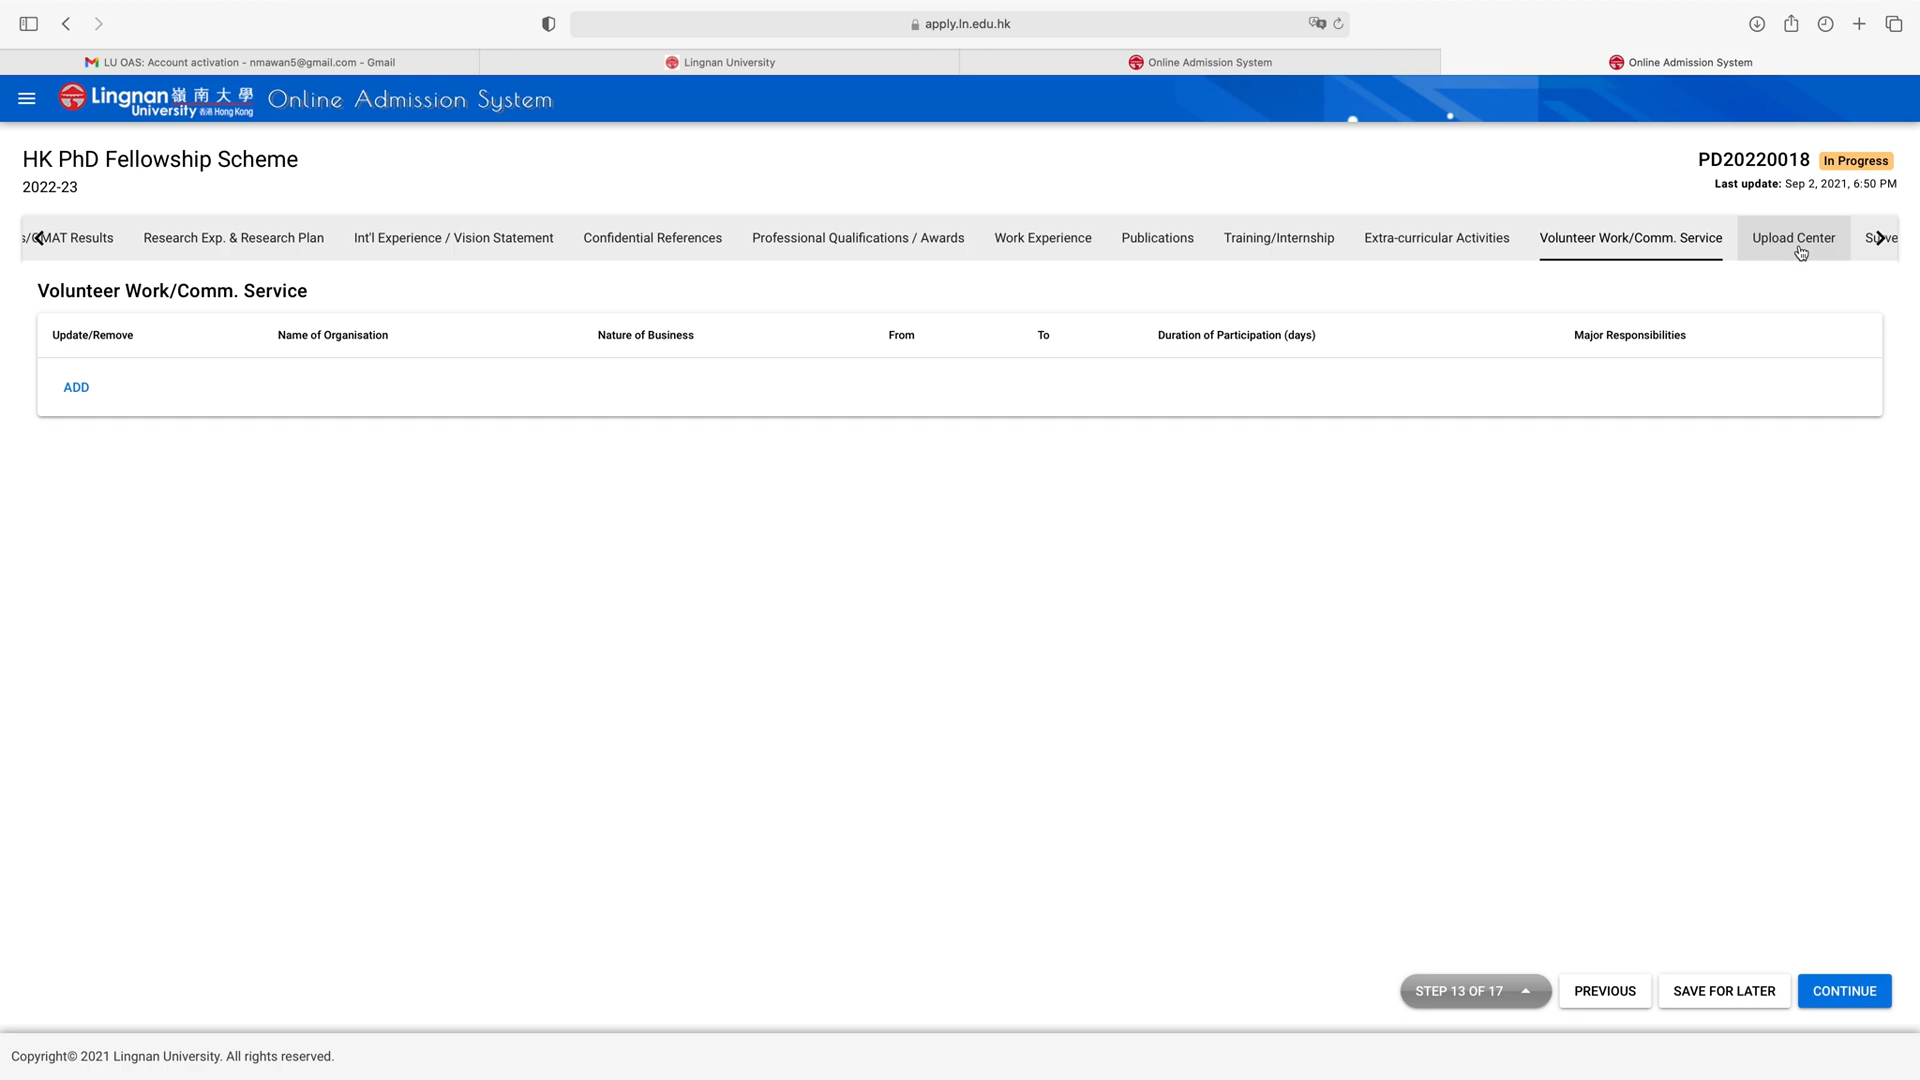 apply.ln.edu.hk
LU OAS: Account activation - nmawan5@gmail.com - Gmail
Lingnan University
Online Admission System
Online Admission System
Lingnan 嶺南大學
University 香港 Hong Kong
Online Admission System
HK PhD Fellowship Scheme
2022-23
PD20220018 In Progress
Last update: Sep 2, 2021, 6:50 PM
s/GMAT Results
Research Exp. & Research Plan
Int'l Experience / Vision Statement
Confidential References
Professional Qualifications / Awards
Work Experience
Publications
Training/Internship
Extra-curricular Activities
Volunteer Work/Comm. Service
Upload Center
Volunteer Work/Comm. Service
Update/Remove
Name of Organisation
Nature of Business
From
To
Duration of Participation (days)
Major Responsibilities
ADD
STEP 13 OF 17
PREVIOUS
SAVE FOR LATER
CONTINUE
Copyright© 2021 Lingnan University. All rights reserved.